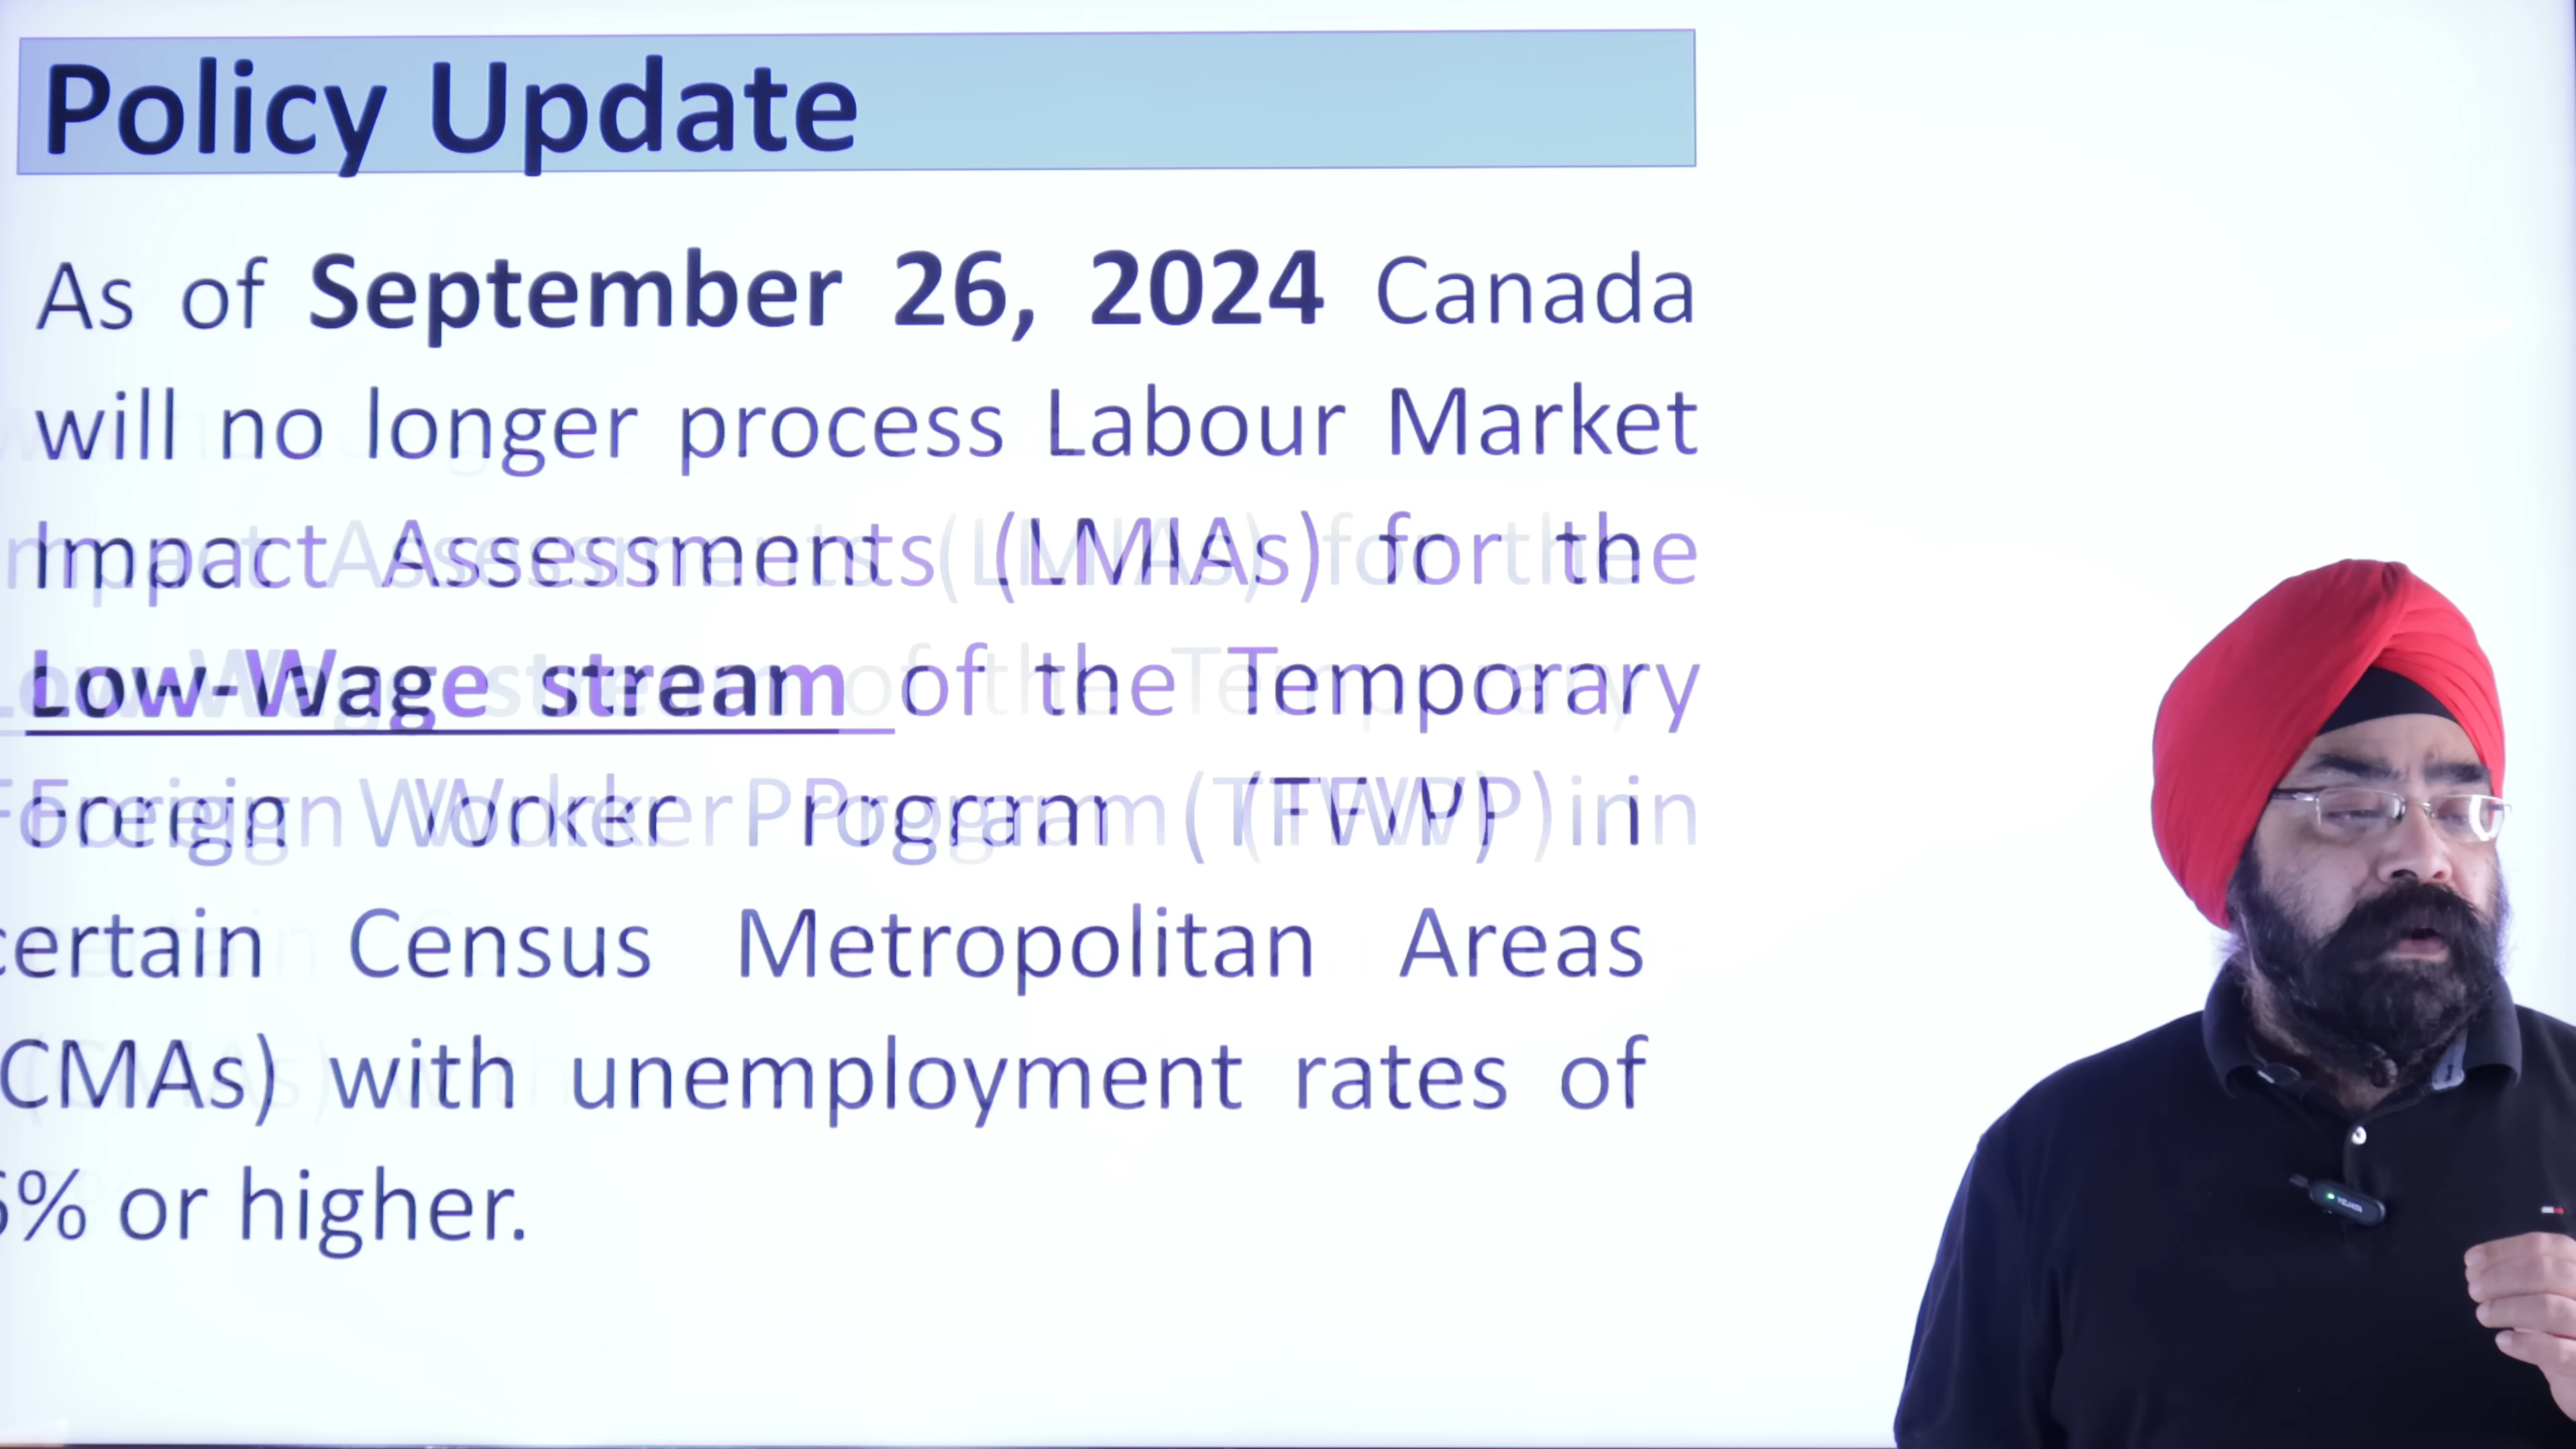 Policy Update
As of September 26, 2024 Canada
will no longer process Labour Market
Impact Assessments (LMIAs) for the
Low-Wage stream of the Temporary
Foreign Worker Program (TFWP) in
certain Census Metropolitan Areas
(CMAs) with unemployment rates of
6% or higher.